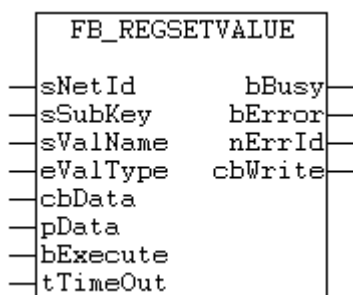 FB_REGSETVALUE
sNetId bBusy
sSubKey bError
sValName nErrId
eValType cbWrite
cbData
pData
bExecute
tTimeOut